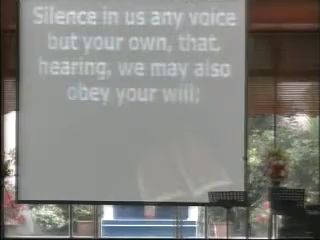 Silence in us any voice
but your own, that,
hearing, we may also
obey your will;